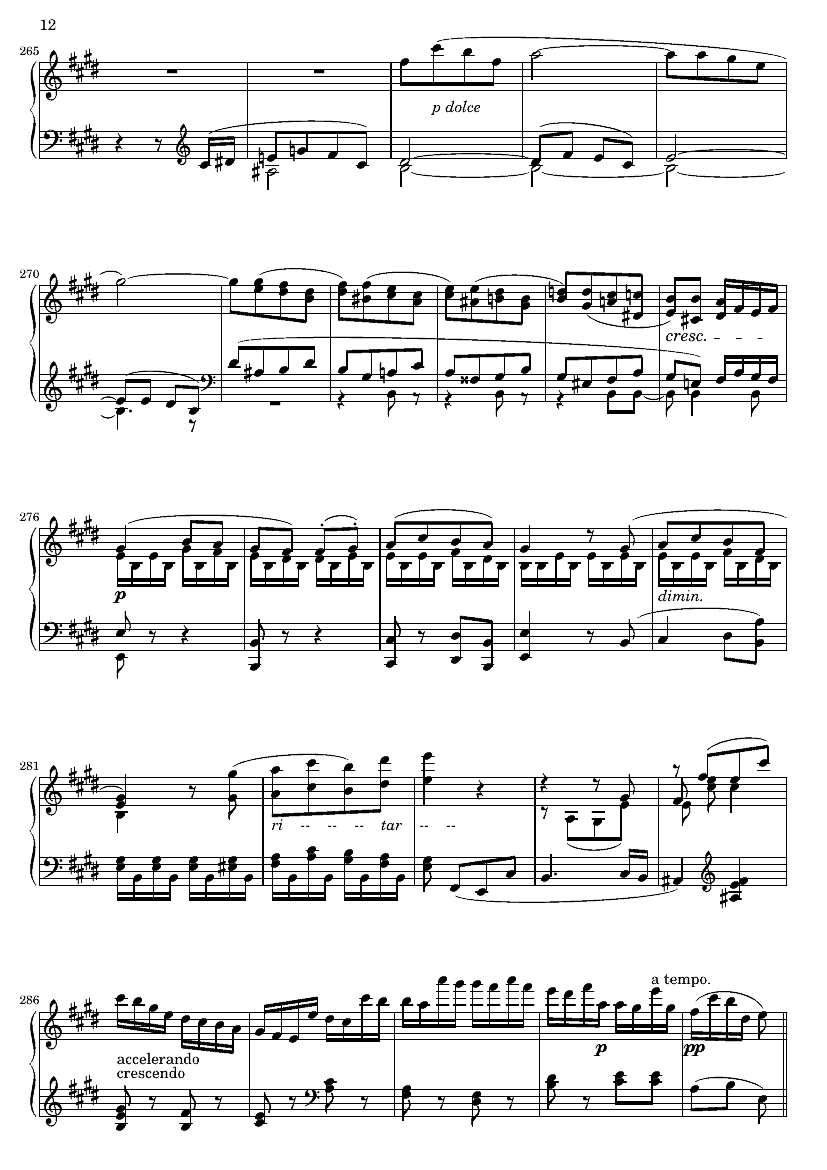 12
265
p dolce
270
cresc.
276
p
dimin.
281
ri -- -- -- tar -- --
286
a tempo.
accelerando
crescendo
p
pp